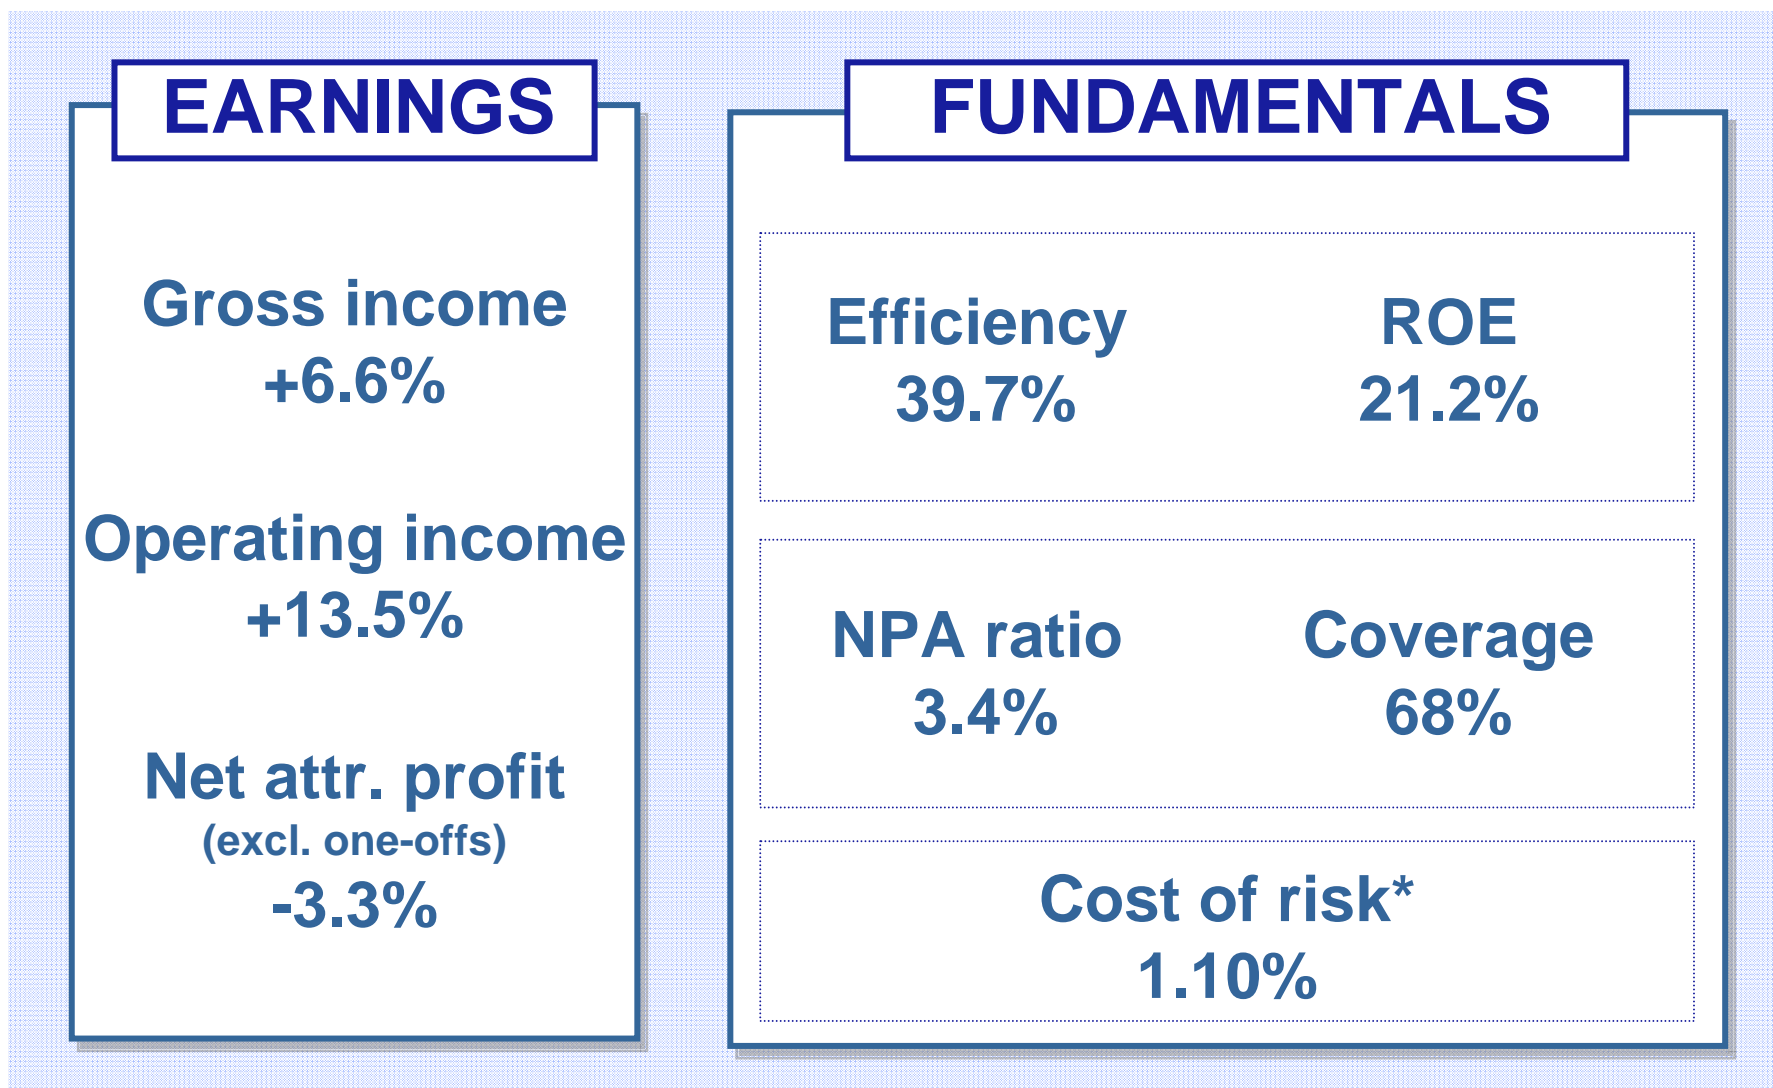 EARNINGS
Gross income
+6.6%
Operating income
+13.5%
Net attr. profit
(excl. one-offs)
-3.3%
FUNDAMENTALS
Efficiency
39.7%
ROE
21.2%
NPA ratio
3.4%
Coverage
68%
Cost of risk*
1.10%